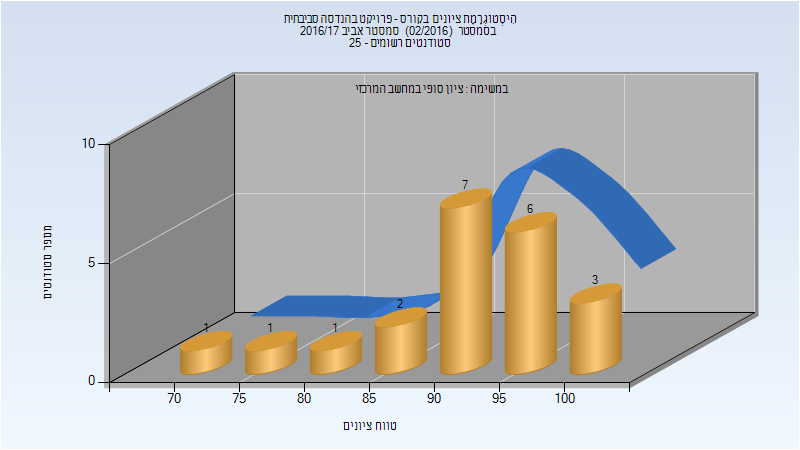 היסטוגרמת ציונים בקורס - פרויקט בהנדסה סביבתית
בסמסטר (02/2016) סמסטר אביב 2016/17
סטודנטים רשומים - 25
במשימה : ציון סופי במחשב המרכזי
10
5
0
מספר סטודנטים
1
1
1
2
7
6
3
70
75
80
85
90
95
100
טווח ציונים